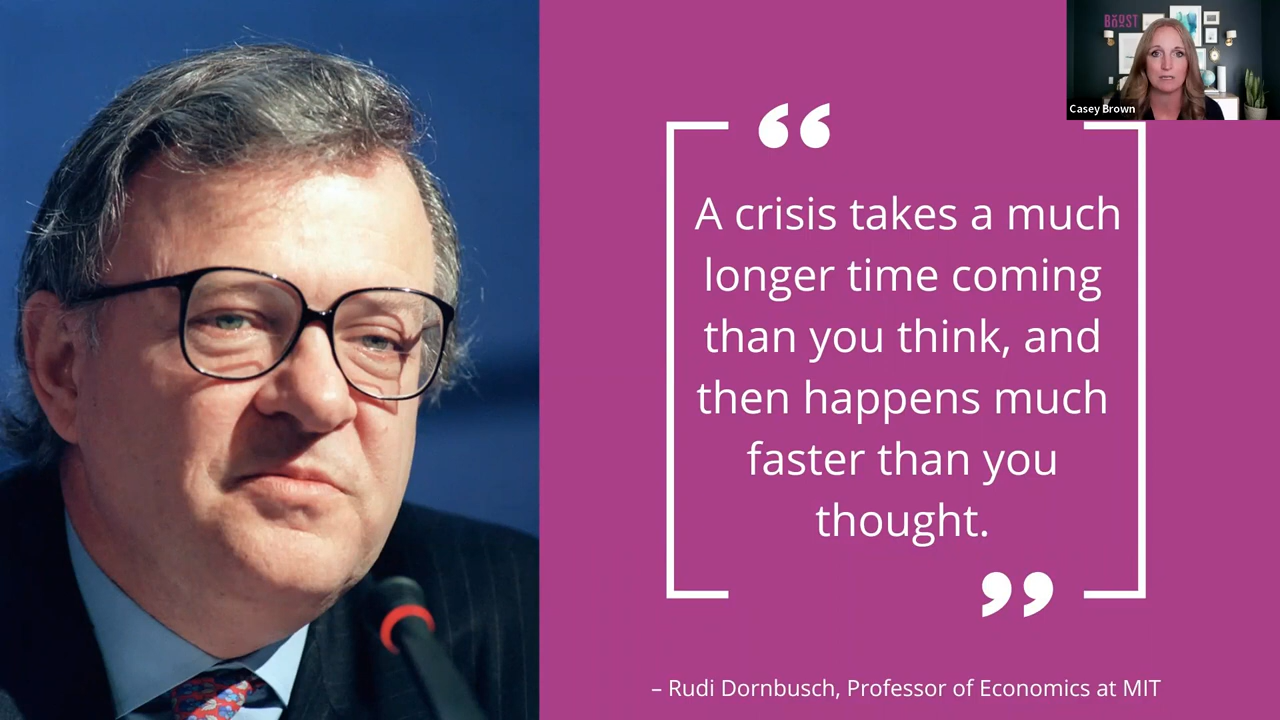 BOOST
Casey Brown
“
A crisis takes a much
longer time coming
than you think, and
then happens much
faster than you
thought.
”
– Rudi Dornbusch, Professor of Economics at MIT